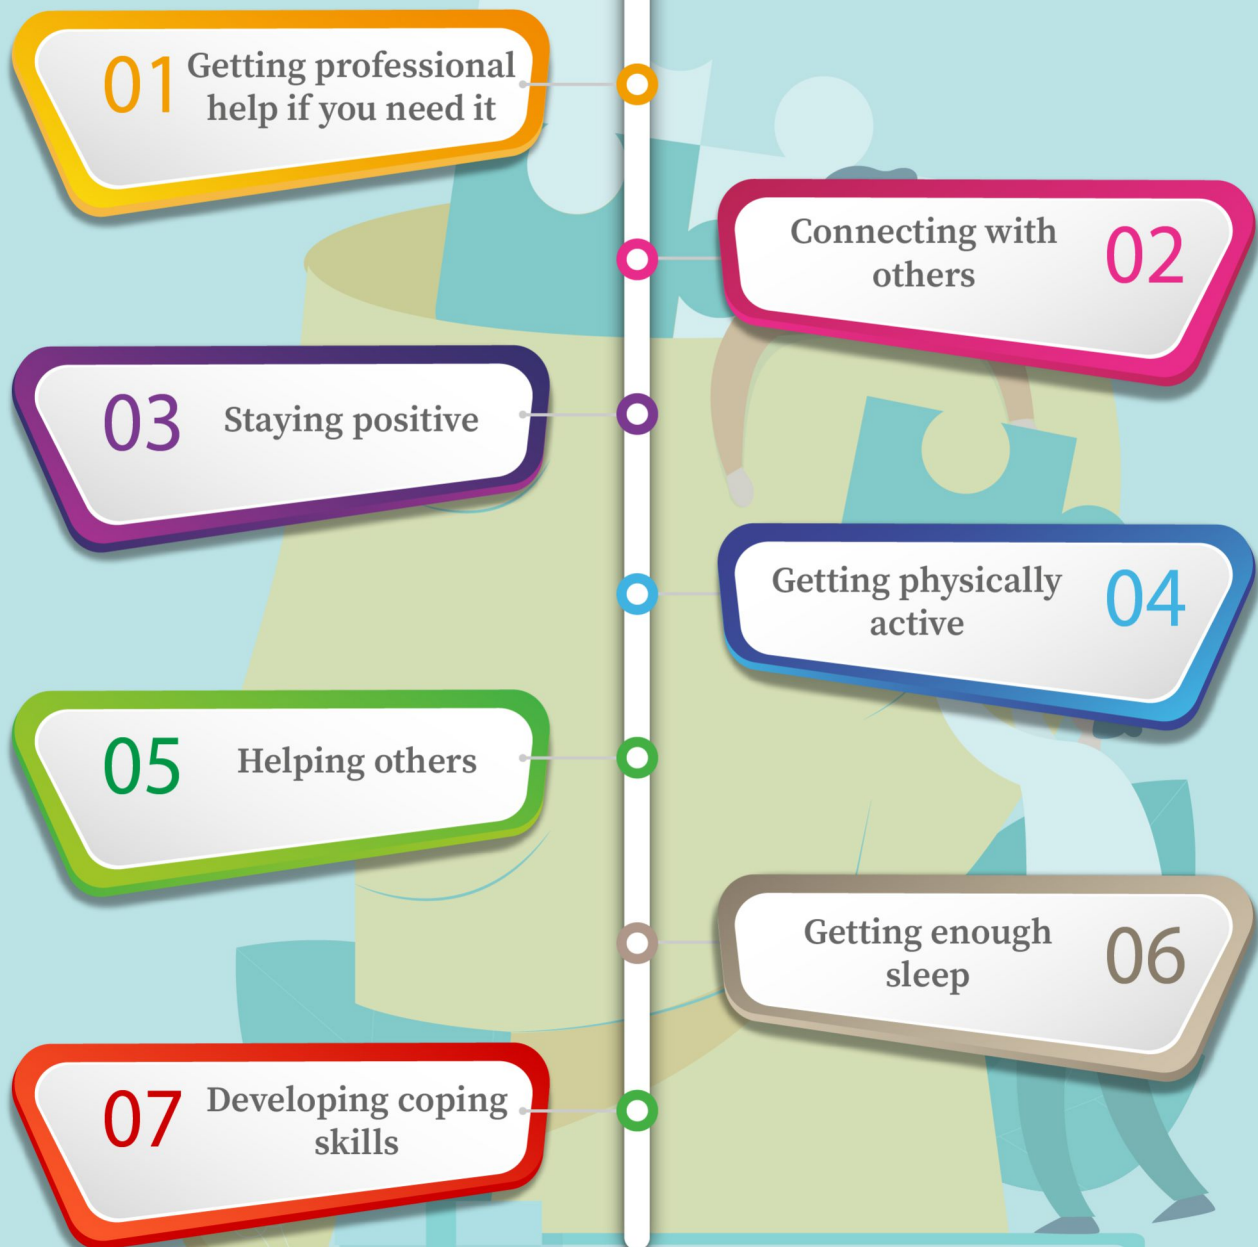 01 Getting professional
help if you need it
Connecting with
others 02
03 Staying positive
Getting physically
active 04
05 Helping others
Getting enough
sleep 06
07 Developing coping
skills